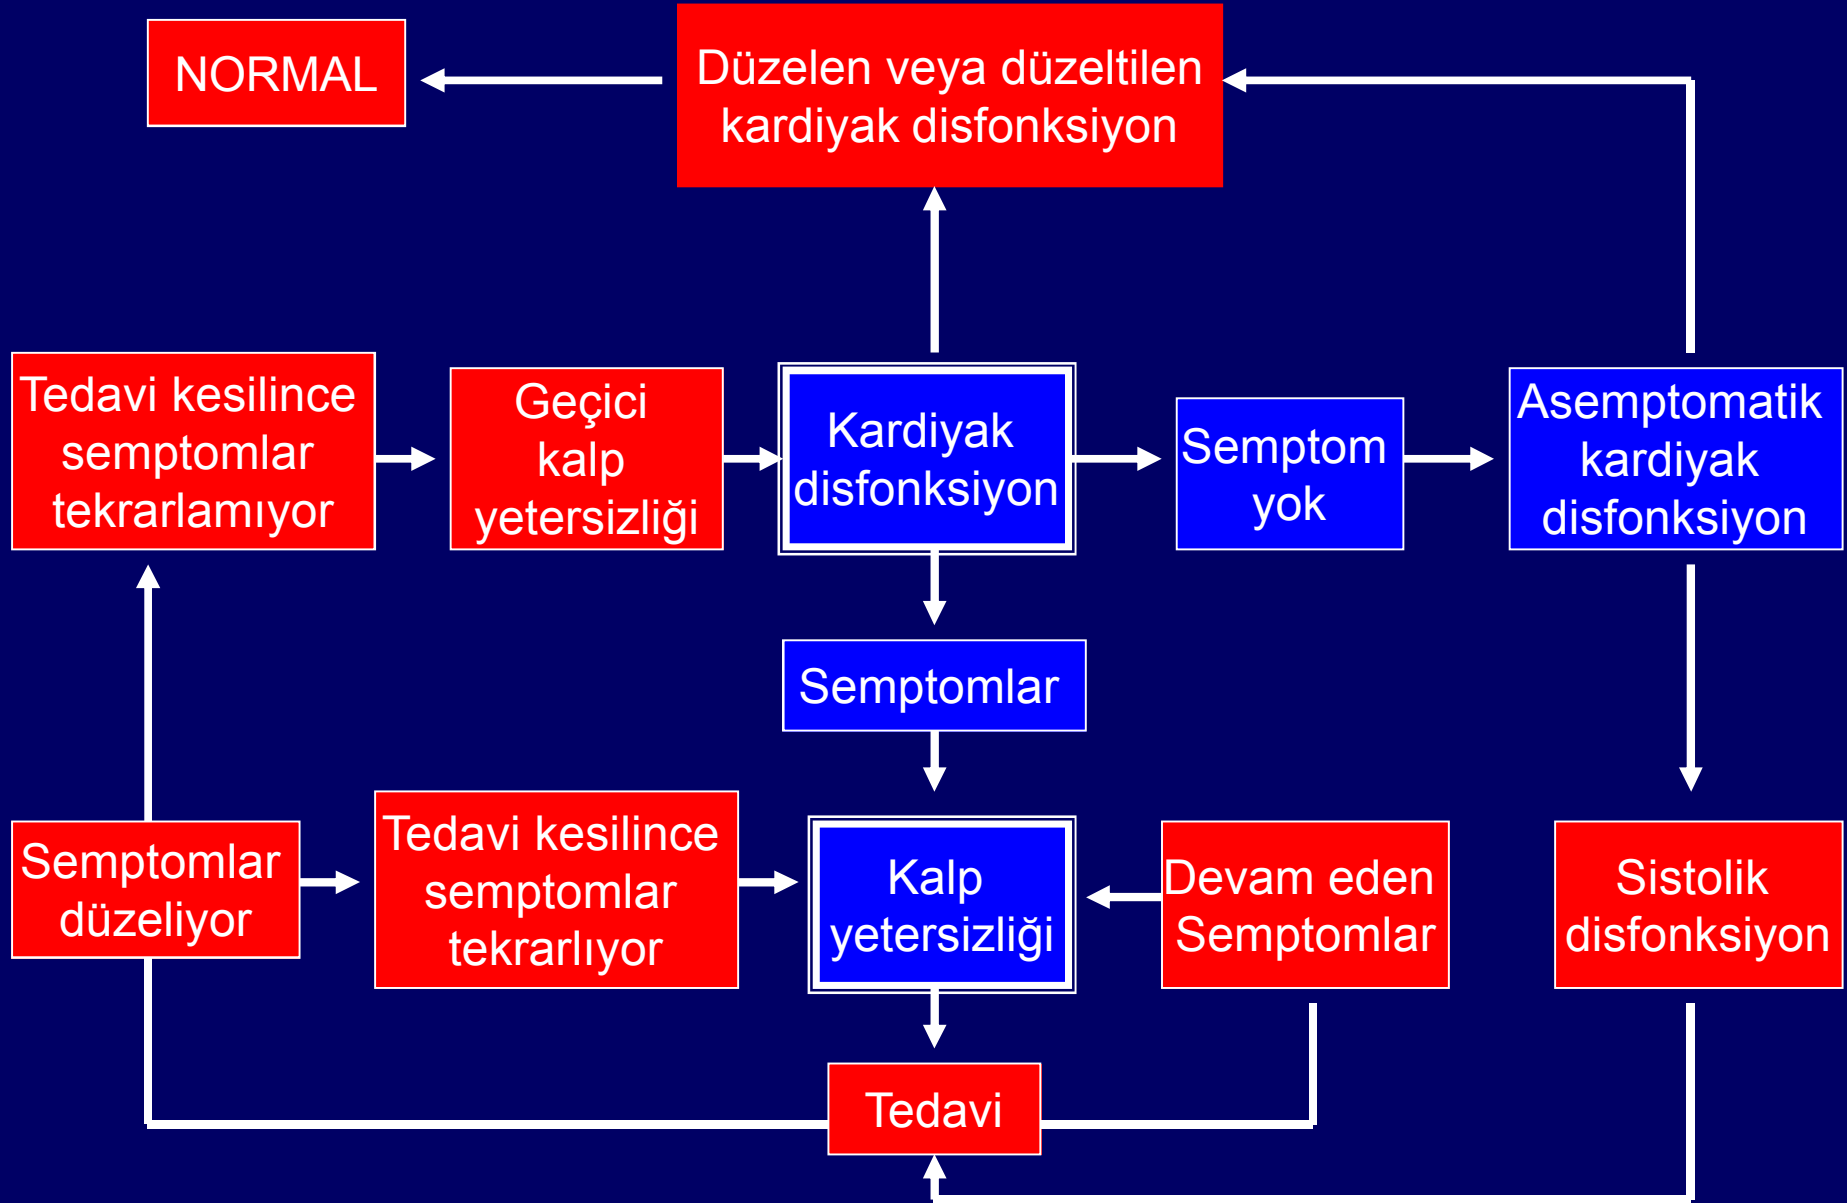 NORMAL
Düzelen veya düzeltilen
kardiyak disfonksiyon
Tedavi kesilince
semptomlar
tekrarlamıyor
Geçici
kalp
yetersizliği
Kardiyak
disfonksiyon
Semptom
yok
Asemptomatik
kardiyak
disfonksiyon
Semptomlar
Semptomlar
düzeliyor
Tedavi kesilince
semptomlar
tekrarlıyor
Kalp
yetersizliği
Devam eden
Semptomlar
Sistolik
disfonksiyon
Tedavi